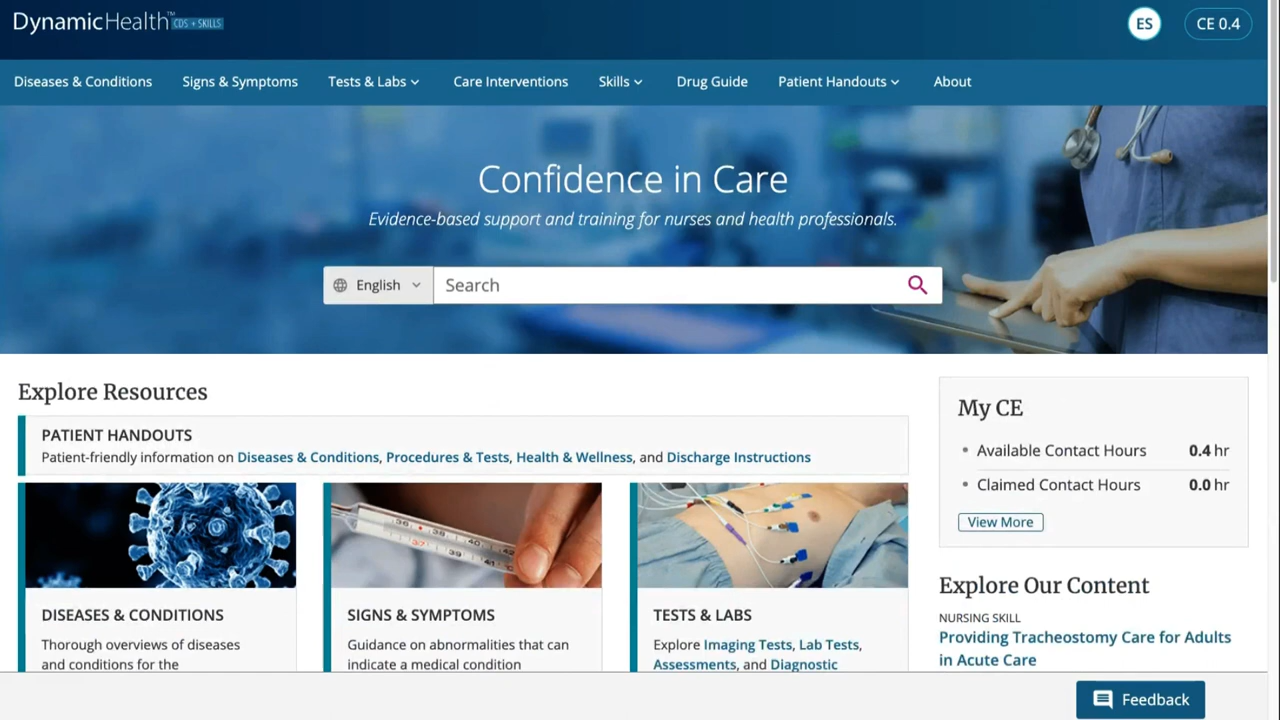 DynamicHealth™ CDS + SKILLS
ES
CE 0.4
Diseases & Conditions
Signs & Symptoms
Tests & Labs
Care Interventions
Skills
Drug Guide
Patient Handouts
About
Confidence in Care
Evidence-based support and training for nurses and health professionals.
English
Search
Explore Resources
PATIENT HANDOUTS
Patient-friendly information on Diseases & Conditions, Procedures & Tests, Health & Wellness, and Discharge Instructions
DISEASES & CONDITIONS
Thorough overviews of diseases
and conditions for the
SIGNS & SYMPTOMS
Guidance on abnormalities that can
indicate a medical condition
TESTS & LABS
Explore Imaging Tests, Lab Tests,
Assessments, and Diagnostic
My CE
• Available Contact Hours 0.4 hr
• Claimed Contact Hours 0.0 hr
View More
Explore Our Content
NURSING SKILL
Providing Tracheostomy Care for Adults
in Acute Care
Feedback